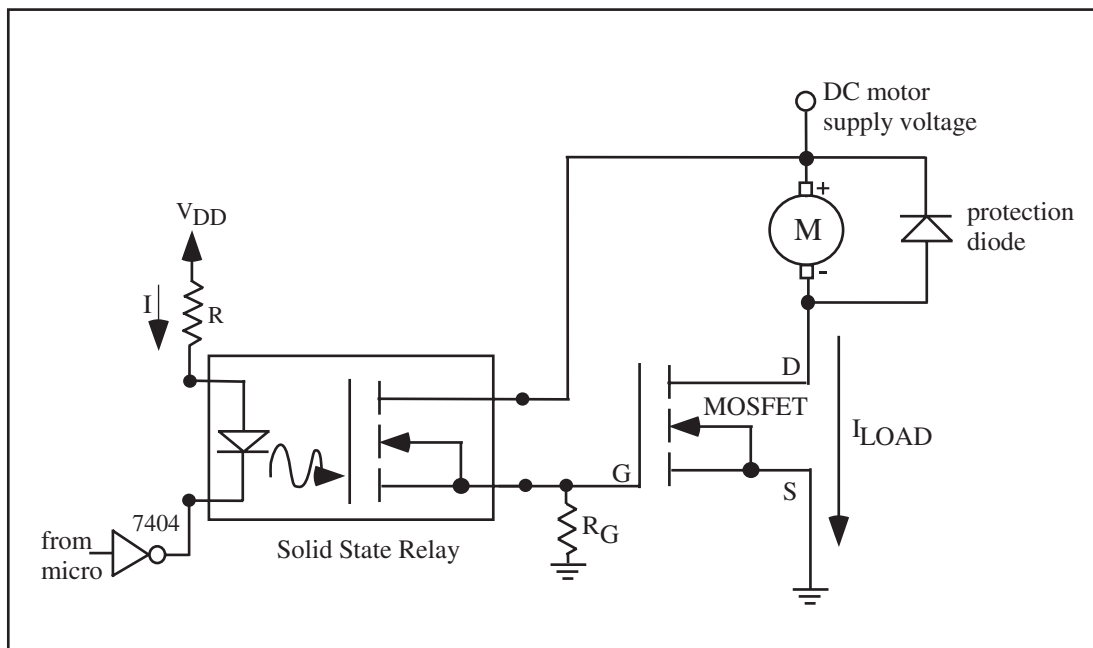 DC motor
supply voltage
V_DD
+
M
protection
diode
-
I
R
D
MOSFET
I_LOAD
G
S
7404
R_G
from
micro
Solid State Relay